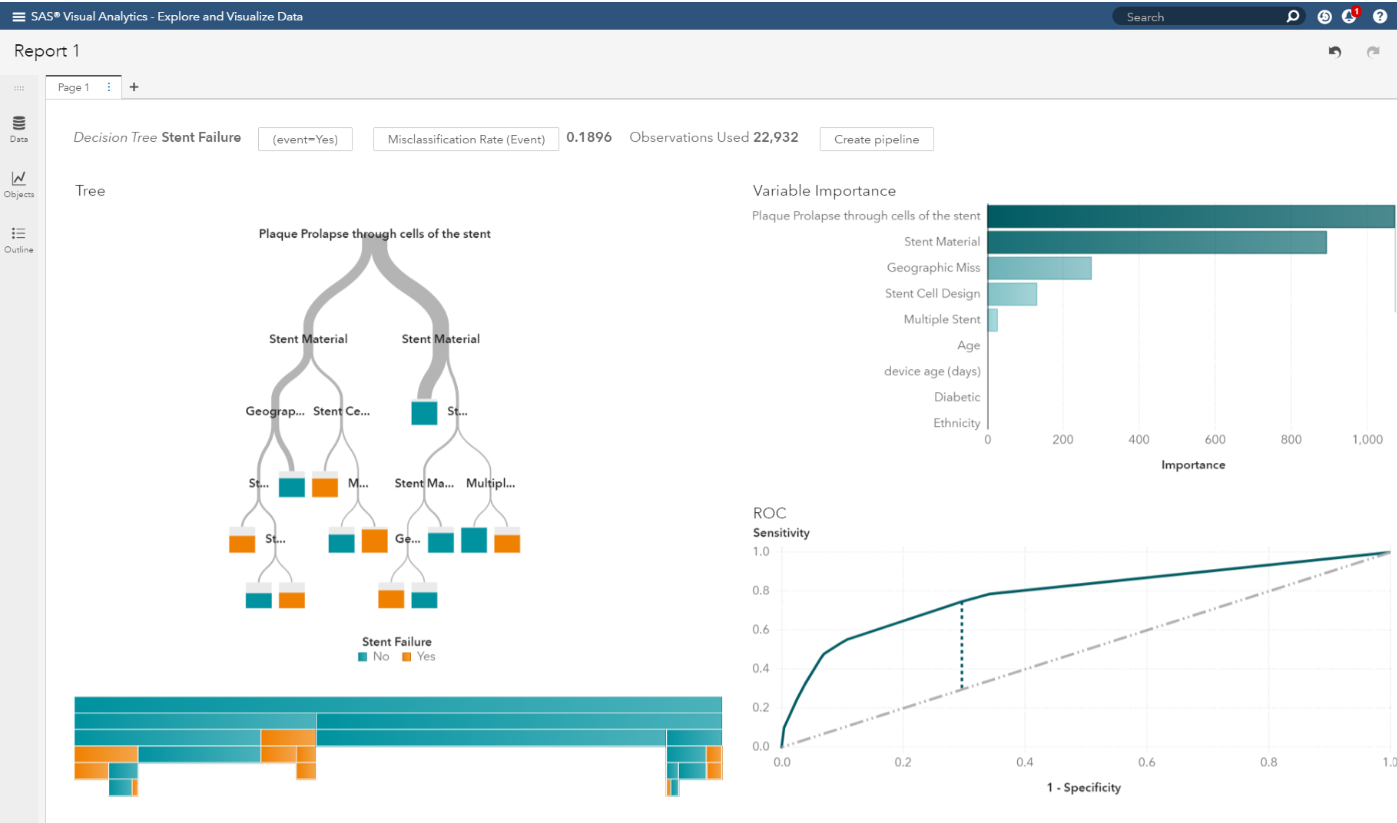 SAS® Visual Analytics - Explore and Visualize Data
Search
1
Report 1
Page 1
Data
Objects
Outline
Decision Tree Stent Failure (event=Yes) Misclassification Rate (Event) 0.1896 Observations Used 22,932 Create pipeline
Tree
Plaque Prolapse through cells of the stent
Stent Material Stent Material
Geograp... Stent Ce... St...
St... M... Stent Ma... Multipl...
St... Ge...
Stent Failure
No Yes
Variable Importance
Plaque Prolapse through cells of the stent
Stent Material
Geographic Miss
Stent Cell Design
Multiple Stent
Age
device age (days)
Diabetic
Ethnicity
0 200 400 600 800 1,000
Importance
ROC
Sensitivity
1.0
0.8
0.6
0.4
0.2
0.0
0.0 0.2 0.4 0.6 0.8 1.0
1 - Specificity